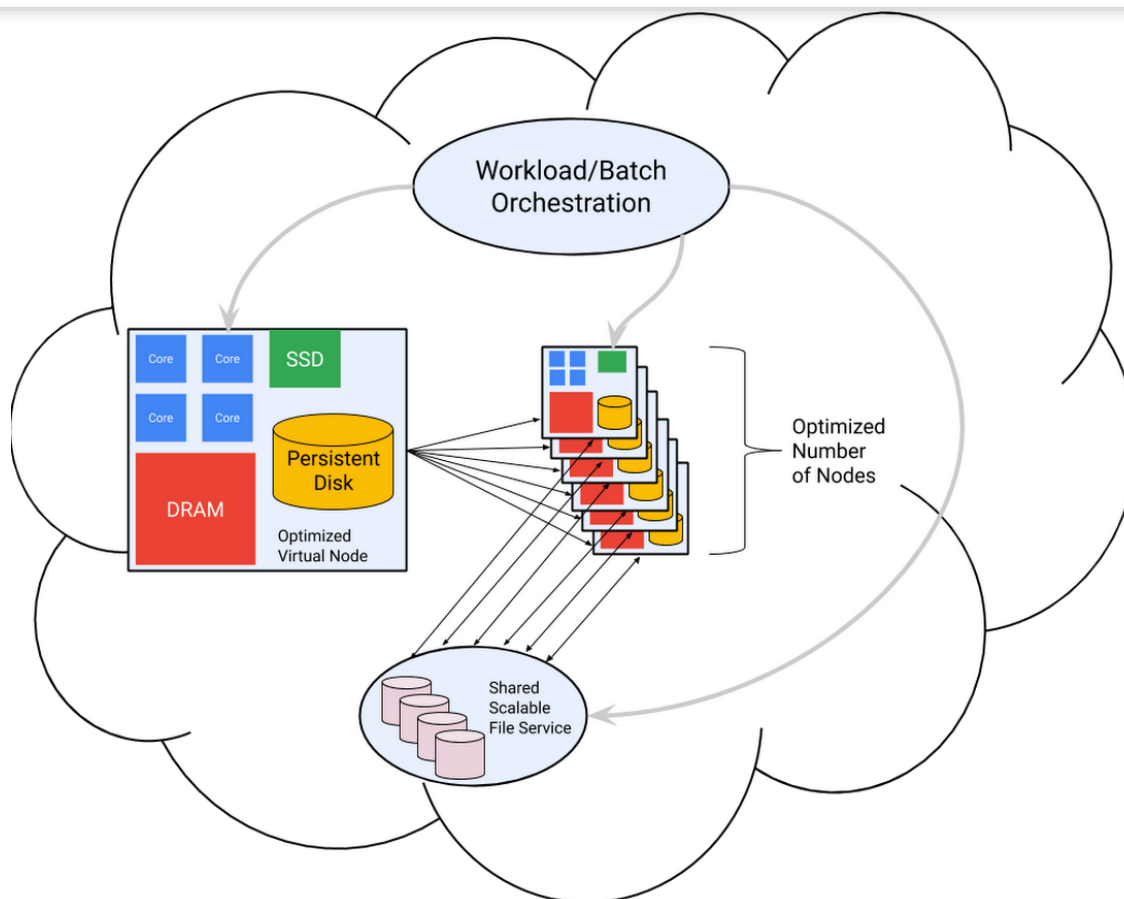 Workload/Batch
Orchestration
Core
Core
SSD
Core
Core
Persistent
Disk
DRAM
Optimized
Virtual Node
Optimized
Number
of Nodes
Shared
Scalable
File Service